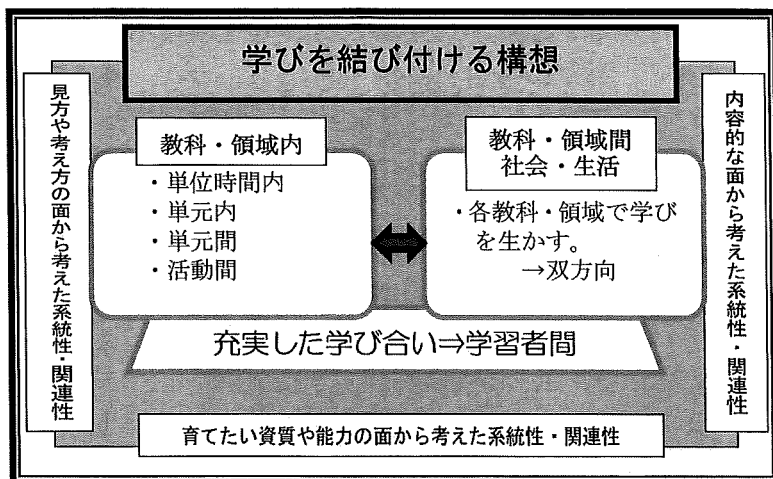 学びを結び付ける構想
見方や考え方の面から考えた系統性・関連性
教科・領域内
・単位時間内
・単元内
・単元間
・活動間
教科・領域間
社会・生活
・各教科・領域で学び
を生かす。
→双方向
内容的な面から考えた系統性・関連性
充実した学び合い⇒学習者間
育てたい資質や能力の面から考えた系統性・関連性